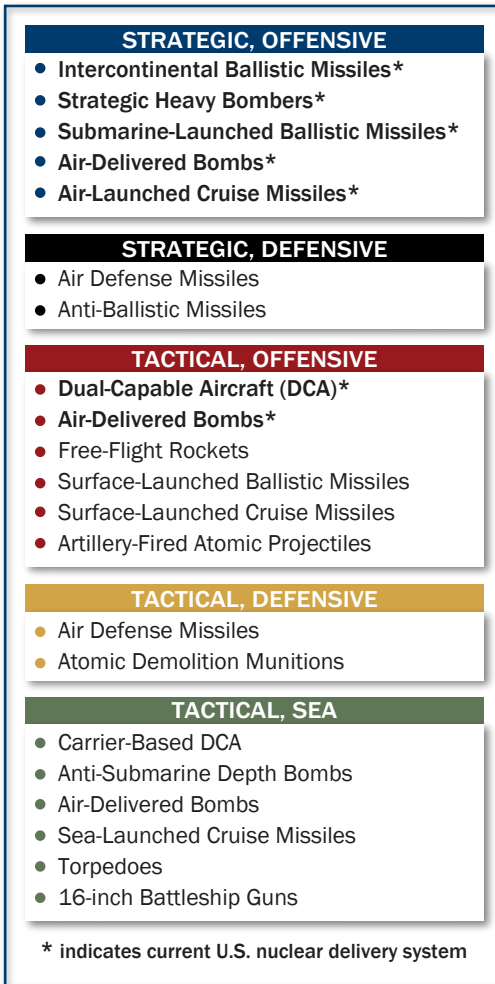 STRATEGIC, OFFENSIVE
• Intercontinental Ballistic Missiles*
• Strategic Heavy Bombers*
• Submarine-Launched Ballistic Missiles*
• Air-Delivered Bombs*
• Air-Launched Cruise Missiles*
STRATEGIC, DEFENSIVE
• Air Defense Missiles
• Anti-Ballistic Missiles
TACTICAL, OFFENSIVE
• Dual-Capable Aircraft (DCA)*
• Air-Delivered Bombs*
• Free-Flight Rockets
• Surface-Launched Ballistic Missiles
• Surface-Launched Cruise Missiles
• Artillery-Fired Atomic Projectiles
TACTICAL, DEFENSIVE
• Air Defense Missiles
• Atomic Demolition Munitions
TACTICAL, SEA
• Carrier-Based DCA
• Anti-Submarine Depth Bombs
• Air-Delivered Bombs
• Sea-Launched Cruise Missiles
• Torpedoes
• 16-inch Battleship Guns
* indicates current U.S. nuclear delivery system